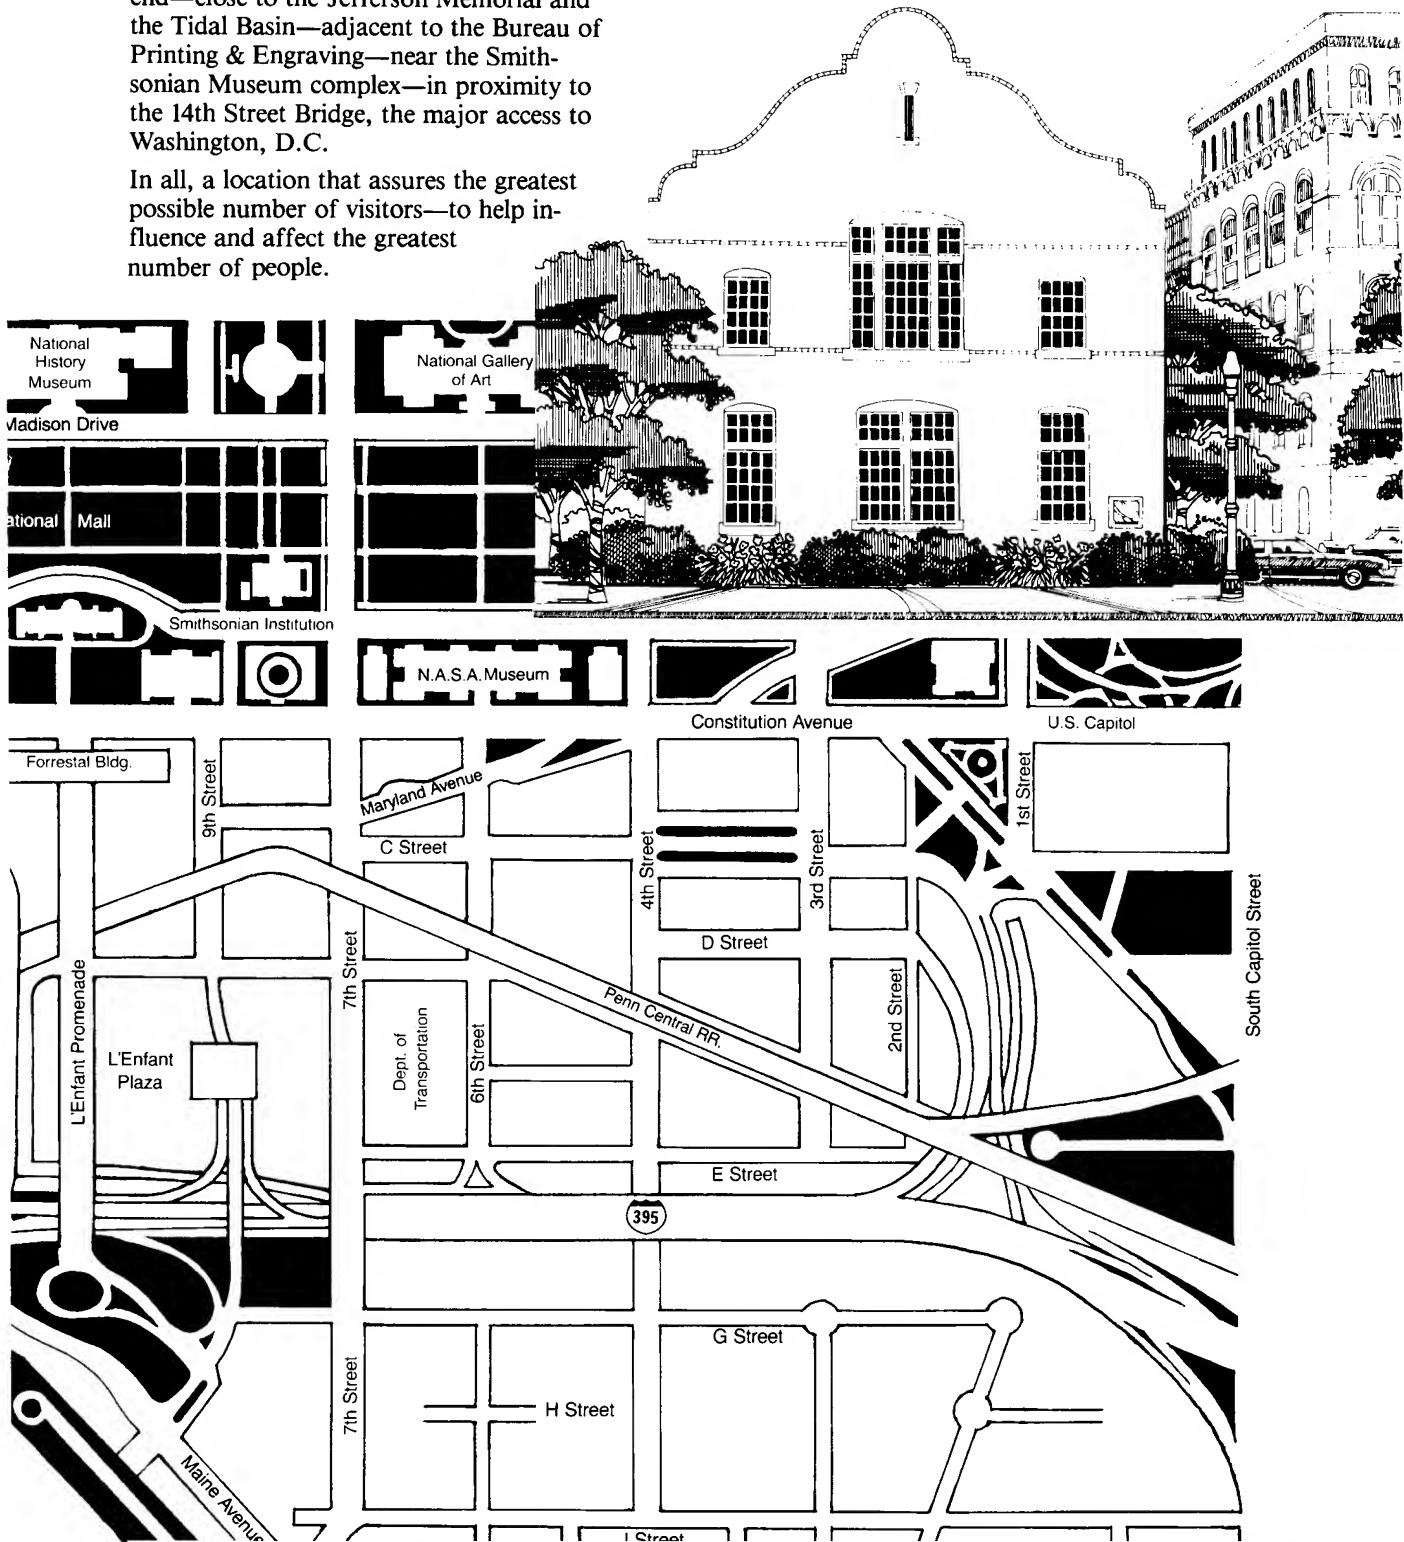 end—close to the Jefferson Memorial and
the Tidal Basin—adjacent to the Bureau of
Printing & Engraving—near the Smith-
sonian Museum complex—in proximity to
the 14th Street Bridge, the major access to
Washington, D.C.
In all, a location that assures the greatest
possible number of visitors—to help in-
fluence and affect the greatest
number of people.
National
History
Museum
National Gallery
of Art
Madison Drive
ational Mall
Smithsonian Institution
N.A.S.A. Museum
Constitution Avenue
U.S. Capitol
Forrestal Bldg.
9th Street
Maryland Avenue
1st Street
C Street
4th Street
3rd Street
South Capitol Street
D Street
7th Street
L'Enfant Promenade
2nd Street
Penn Central RR.
L'Enfant
Plaza
Dept. of
Transportation
6th Street
E Street
395
G Street
7th Street
H Street
Maine Avenue
I Street